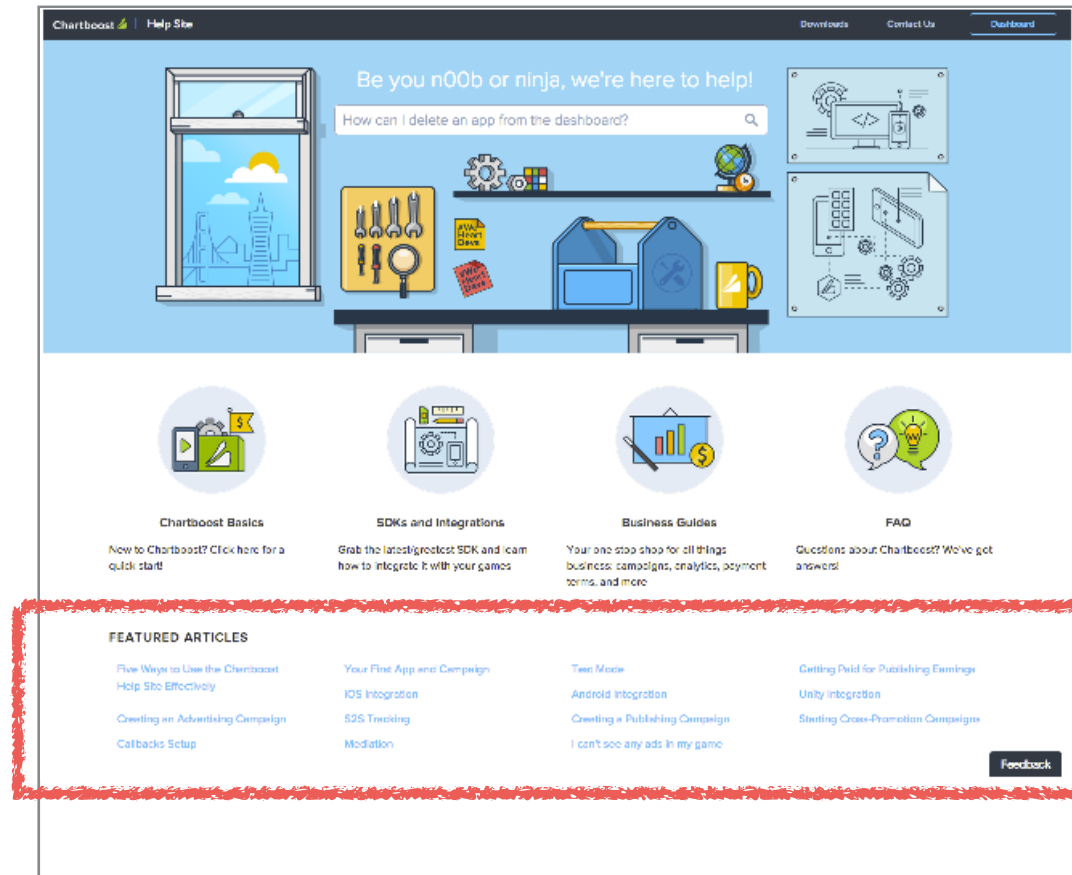 Chartboost Help Site
Downloads Contact Us Dashboard
Be you n00b or ninja, we're here to help!
How can I delete an app from the dashboard?
#We
Heart
Devs
#We
Heart
Devs
Chartboost Basics
New to Chartboost? Click here for a
quick start!
SDKs and Integrations
Grab the latest/greatest SDK and learn
how to integrate it with your games
Business Guides
Your one stop shop for all things
business: campaigns, analytics, payment
terms, and more
FAQ
Questions about Chartboost? We've got
answers!
FEATURED ARTICLES
Five Ways to Use the Chartboost
Help Site Effectively
Creating an Advertising Campaign
Callbacks Setup
Your First App and Campaign
iOS Integration
S2S Tracking
Mediation
Test Mode
Android Integration
Creating a Publishing Campaign
I can't see any ads in my game
Getting Paid for Publishing Earnings
Unity Integration
Starting Cross-Promotion Campaigns
Feedback